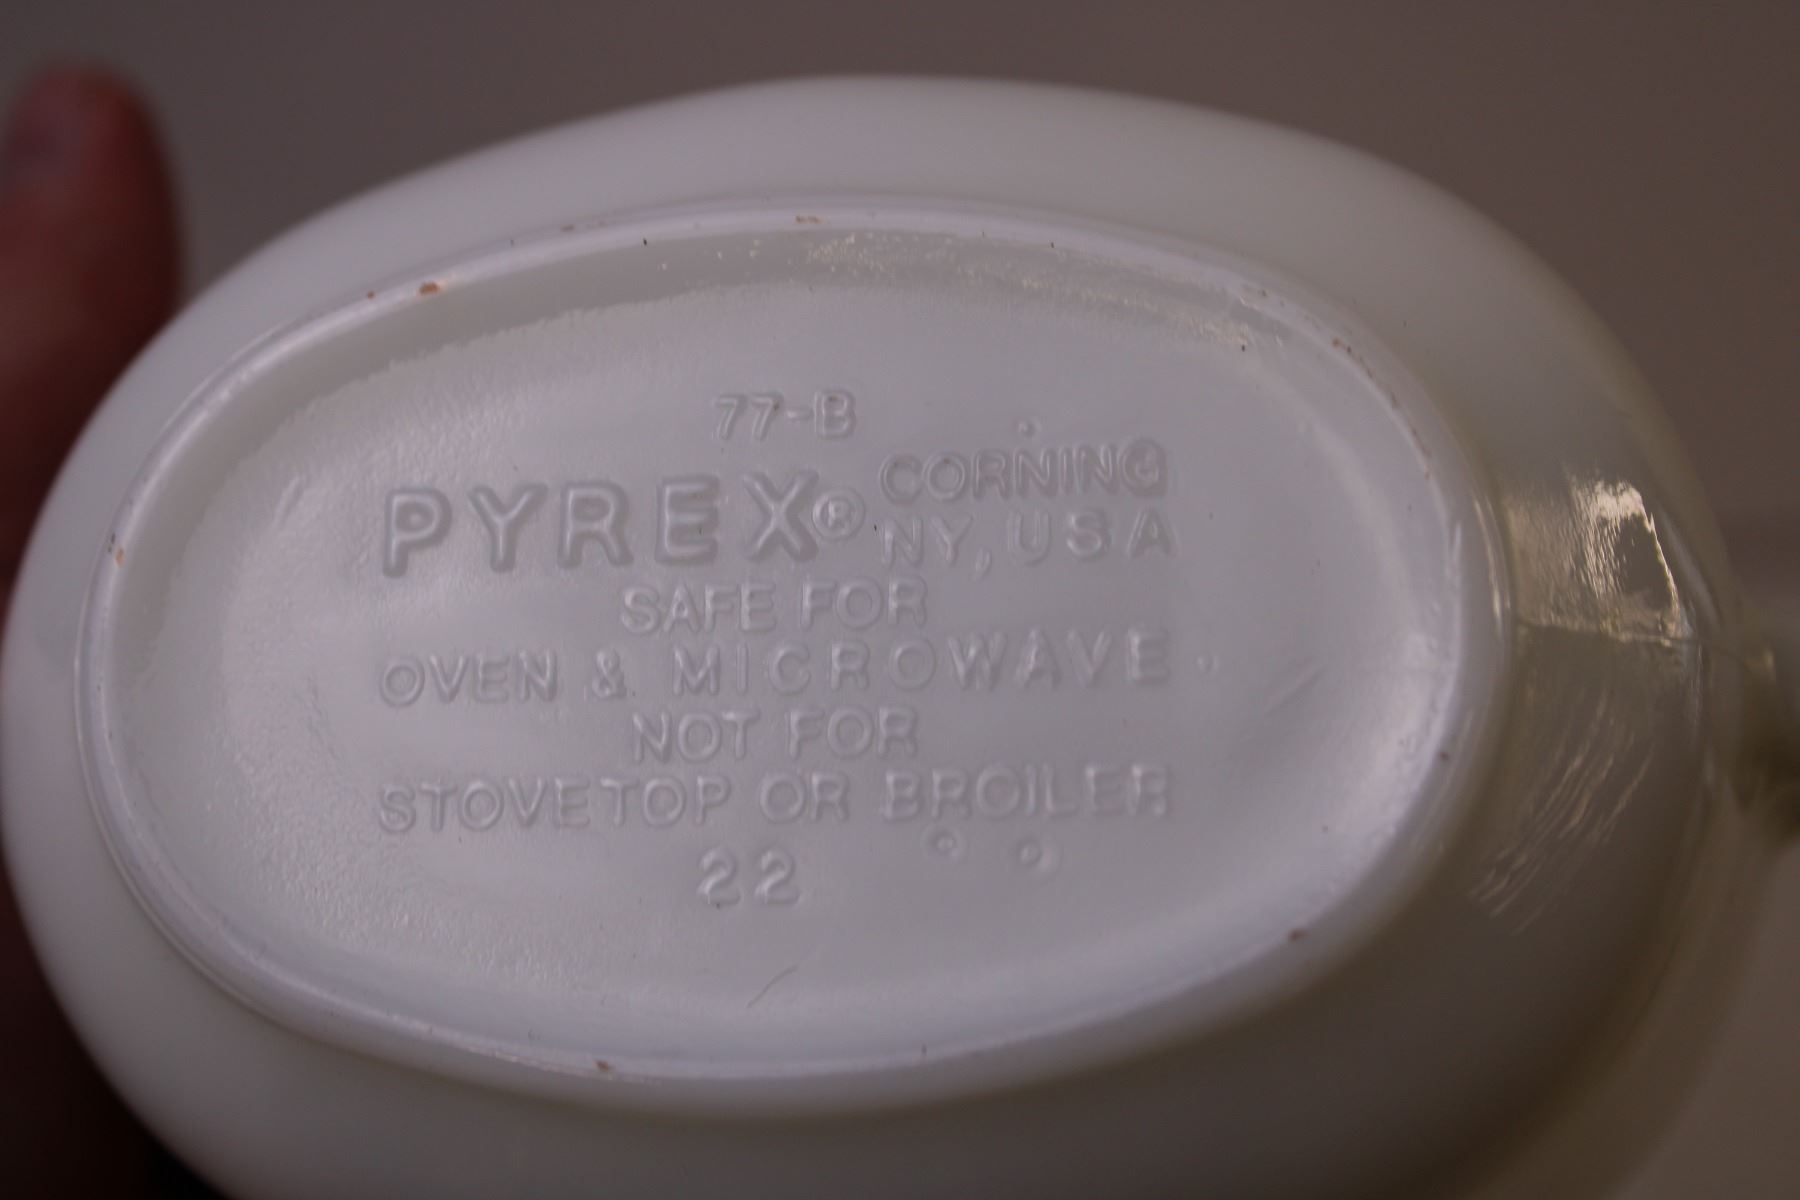 77-B
PYREX® CORNING
NY, USA
SAFE FOR
OVEN & MICROWAVE
NOT FOR
STOVETOP OR BROILER
22